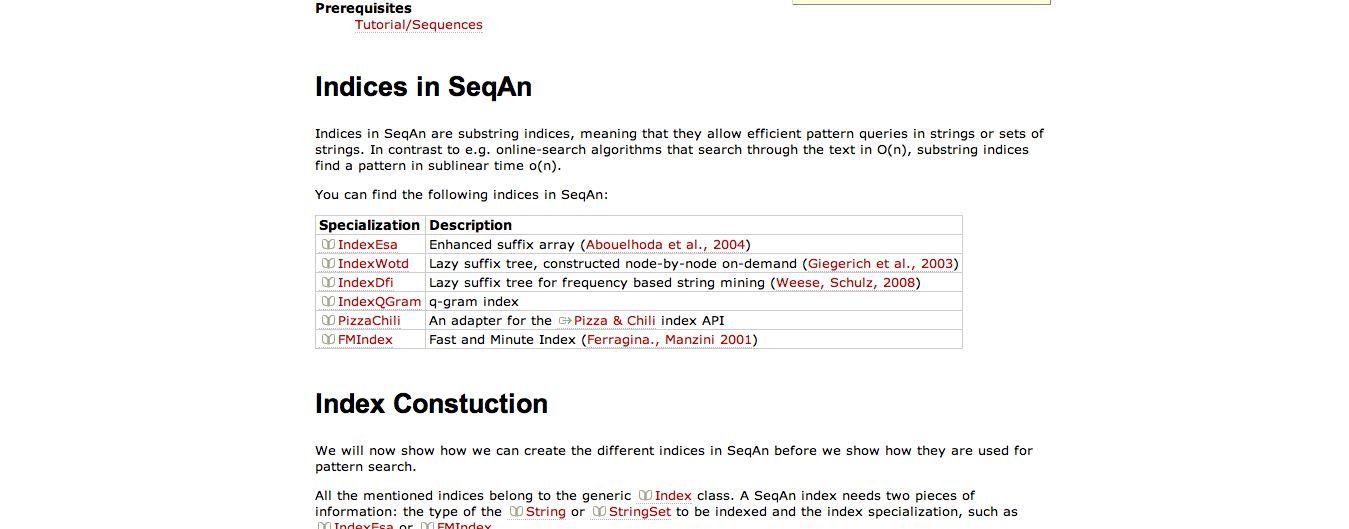 Prerequisites
Tutorial/Sequences
Indices in SeqAn
Indices in SeqAn are substring indices, meaning that they allow efficient pattern queries in strings or sets of
strings. In contrast to e.g. online-search algorithms that search through the text in O(n), substring indices
find a pattern in sublinear time o(n).
You can find the following indices in SeqAn:
Specialization Description
IndexEsa Enhanced suffix array (Abouelhoda et al., 2004)
IndexWotd Lazy suffix tree, constructed node-by-node on-demand (Giegerich et al., 2003)
IndexDfi Lazy suffix tree for frequency based string mining (Weese, Schulz, 2008)
IndexQGram q-gram index
PizzaChili An adapter for the Pizza & Chili index API
FMIndex Fast and Minute Index (Ferragina., Manzini 2001)
Index Constuction
We will now show how we can create the different indices in SeqAn before we show how they are used for
pattern search.
All the mentioned indices belong to the generic Index class. A SeqAn index needs two pieces of
information: the type of the String or StringSet to be indexed and the index specialization, such as
IndexEsa or FMIndex.